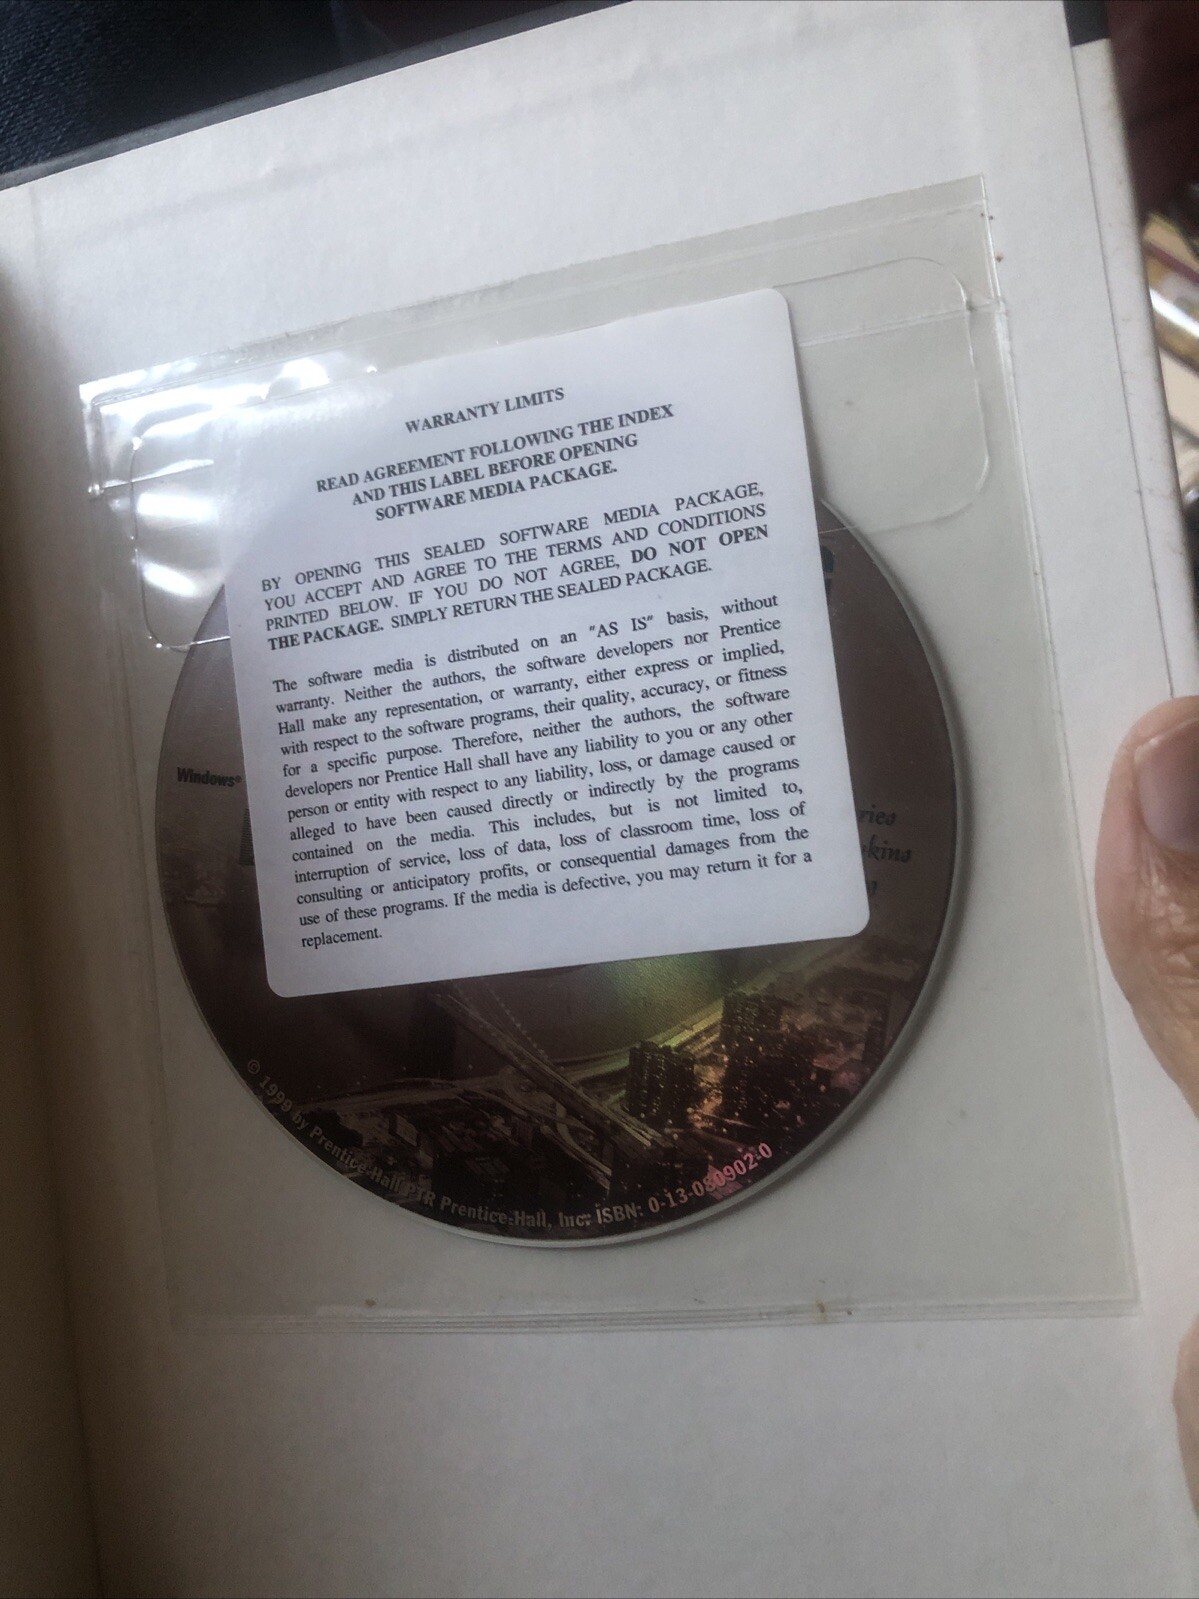 WARRANTY LIMITS
READ AGREEMENT FOLLOWING THE INDEX
AND THIS LABEL BEFORE OPENING
SOFTWARE MEDIA PACKAGE.
BY OPENING THIS SEALED SOFTWARE MEDIA PACKAGE,
YOU ACCEPT AND AGREE TO THE TERMS AND CONDITIONS
PRINTED BELOW. IF YOU DO NOT AGREE, DO NOT OPEN
THE PACKAGE. SIMPLY RETURN THE SEALED PACKAGE.
The software media is distributed on an "AS IS" basis, without
warranty. Neither the authors, the software developers nor Prentice
Hall make any representation, or warranty, either express or implied,
with respect to the software programs, their quality, accuracy, or fitness
for a specific purpose. Therefore, neither the authors, the software
developers nor Prentice Hall shall have any liability to you or any other
person or entity with respect to any liability, loss, or damage caused or
alleged to have been caused directly or indirectly by the programs
contained on the media. This includes, but is not limited to,
interruption of service, loss of data, loss of classroom time, loss of
consulting or anticipatory profits, or consequential damages from the
use of these programs. If the media is defective, you may return it for a
replacement.
Windows®
ries
kins
© 1999 by Prentice-Hall PTR Prentice-Hall, Inc. ISBN: 0-13-080902-0